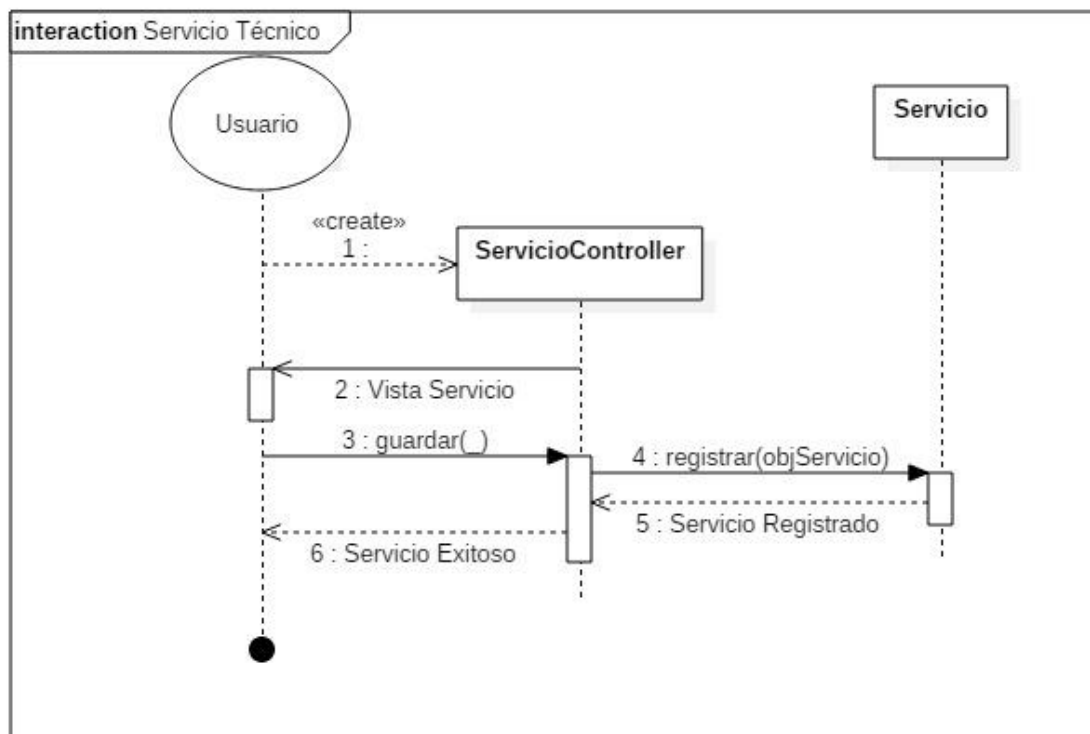 interaction Servicio Técnico
Usuario
Servicio
«create»
1 :
ServicioController
2 : Vista Servicio
3 : guardar(_)
4 : registrar(objServicio)
5 : Servicio Registrado
6 : Servicio Exitoso